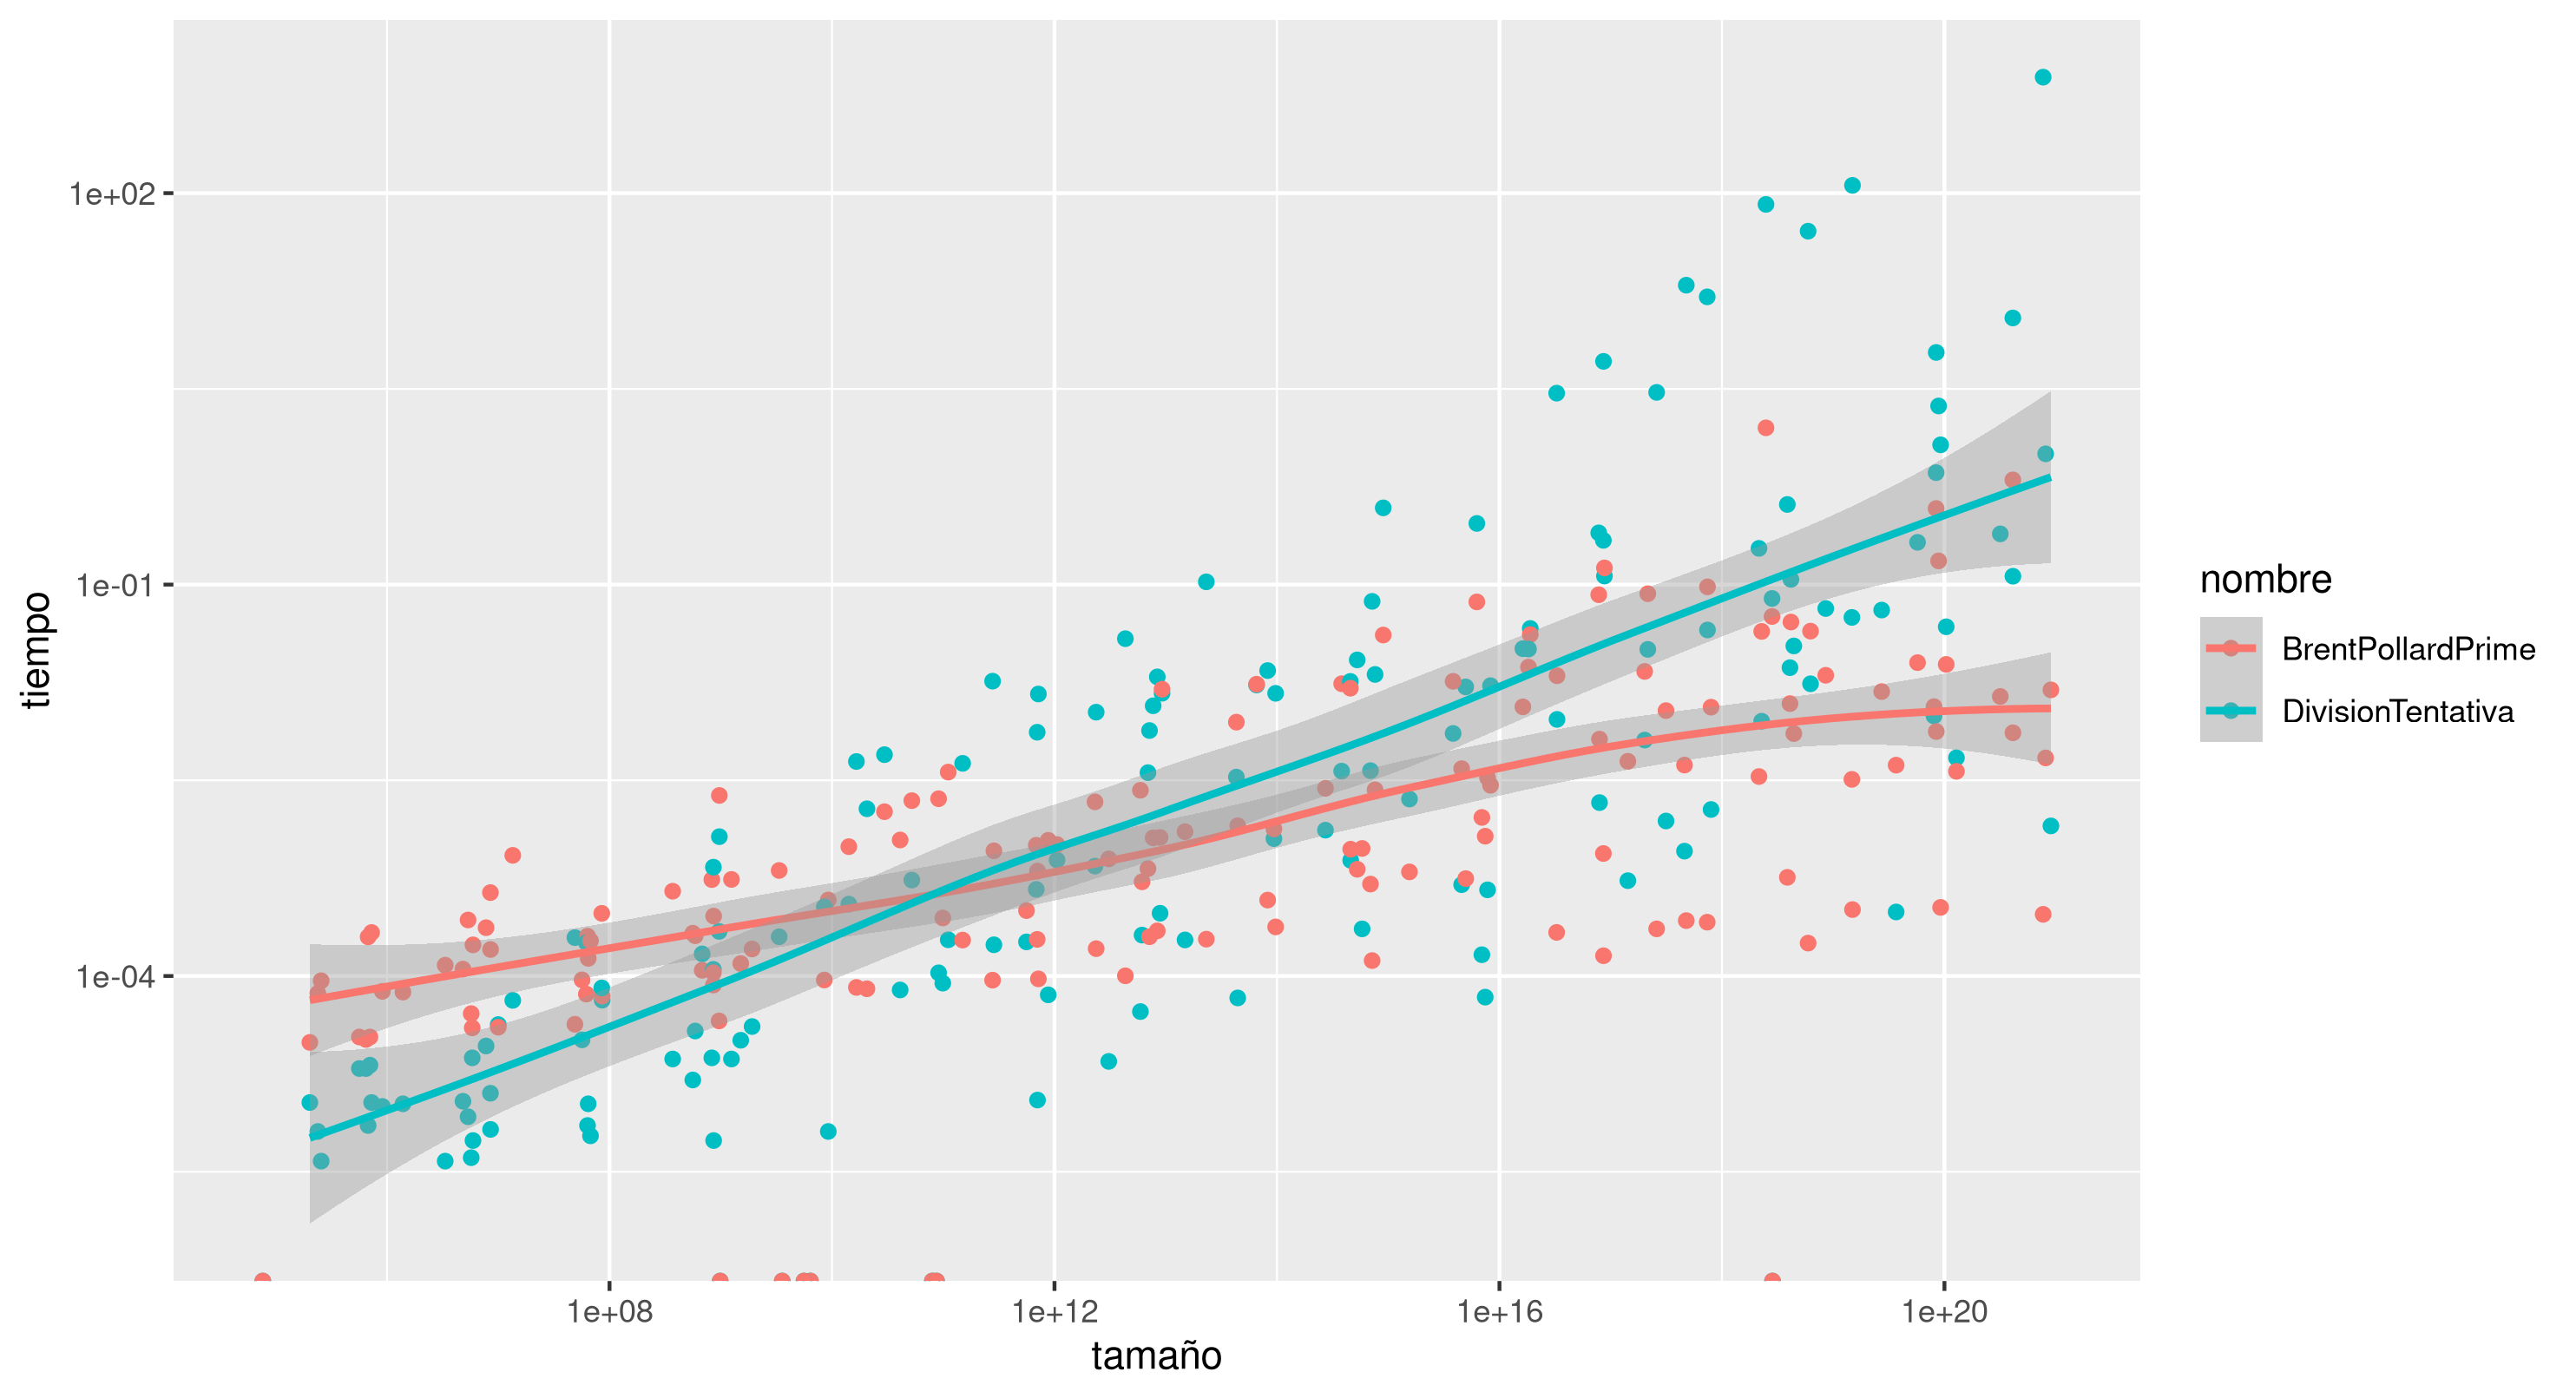 tiempo
1e+02
1e-01
1e-04
1e+08
1e+12
1e+16
1e+20
tamaño
nombre
BrentPollardPrime
DivisionTentativa